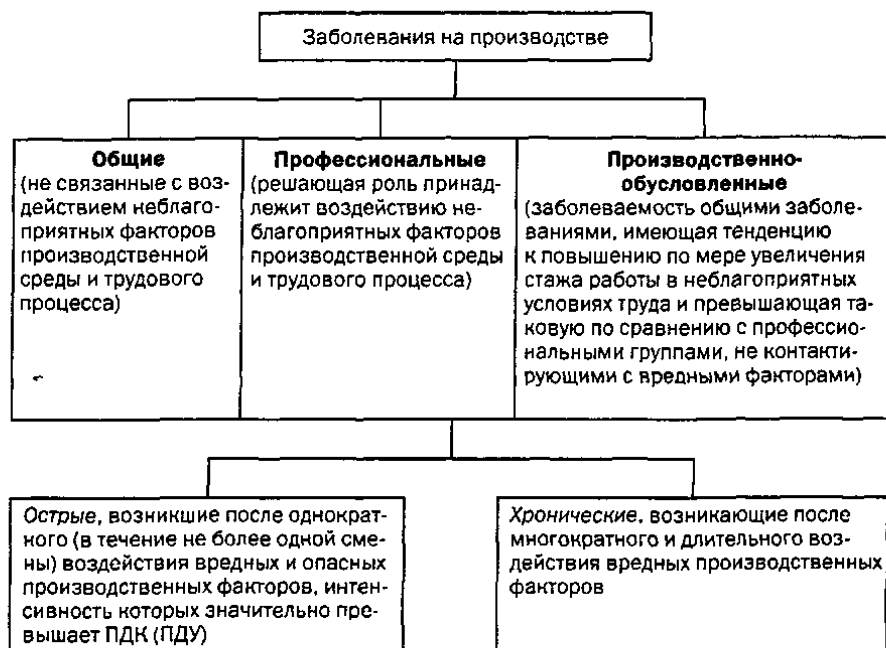 Заболевания на производстве
Общие
(не связанные с воз-
действием неблаго-
приятных факторов
производственной
среды и трудового
процесса)
Профессиональные
(решающая роль принад-
лежит воздействию не-
благоприятных факторов
производственной среды
и трудового процесса)
Производственно-
обусловленные
(заболеваемость общими заболе-
ваниями, имеющая тенденцию
к повышению по мере увеличения
стажа работы в неблагоприятных
условиях труда и превышающая та-
ковую по сравнению с профессио-
нальными группами, не контакти-
рующими с вредными факторами)
Острые, возникшие после однократ-
ного (в течение не более одной сме-
ны) воздействия вредных и опасных
производственных факторов, интен-
сивность которых значительно пре-
вышает ПДК (ПДУ)
Хронические, возникающие после
многократного и длительного воз-
действия вредных производственных
факторов